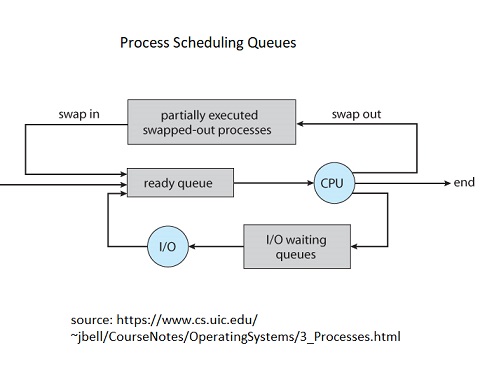 Process Scheduling Queues
swap in
partially executed
swapped-out processes
swap out
ready queue
CPU
end
I/O
I/O waiting
queues
source: https://www.cs.uic.edu/
~jbell/CourseNotes/OperatingSystems/3_Processes.html